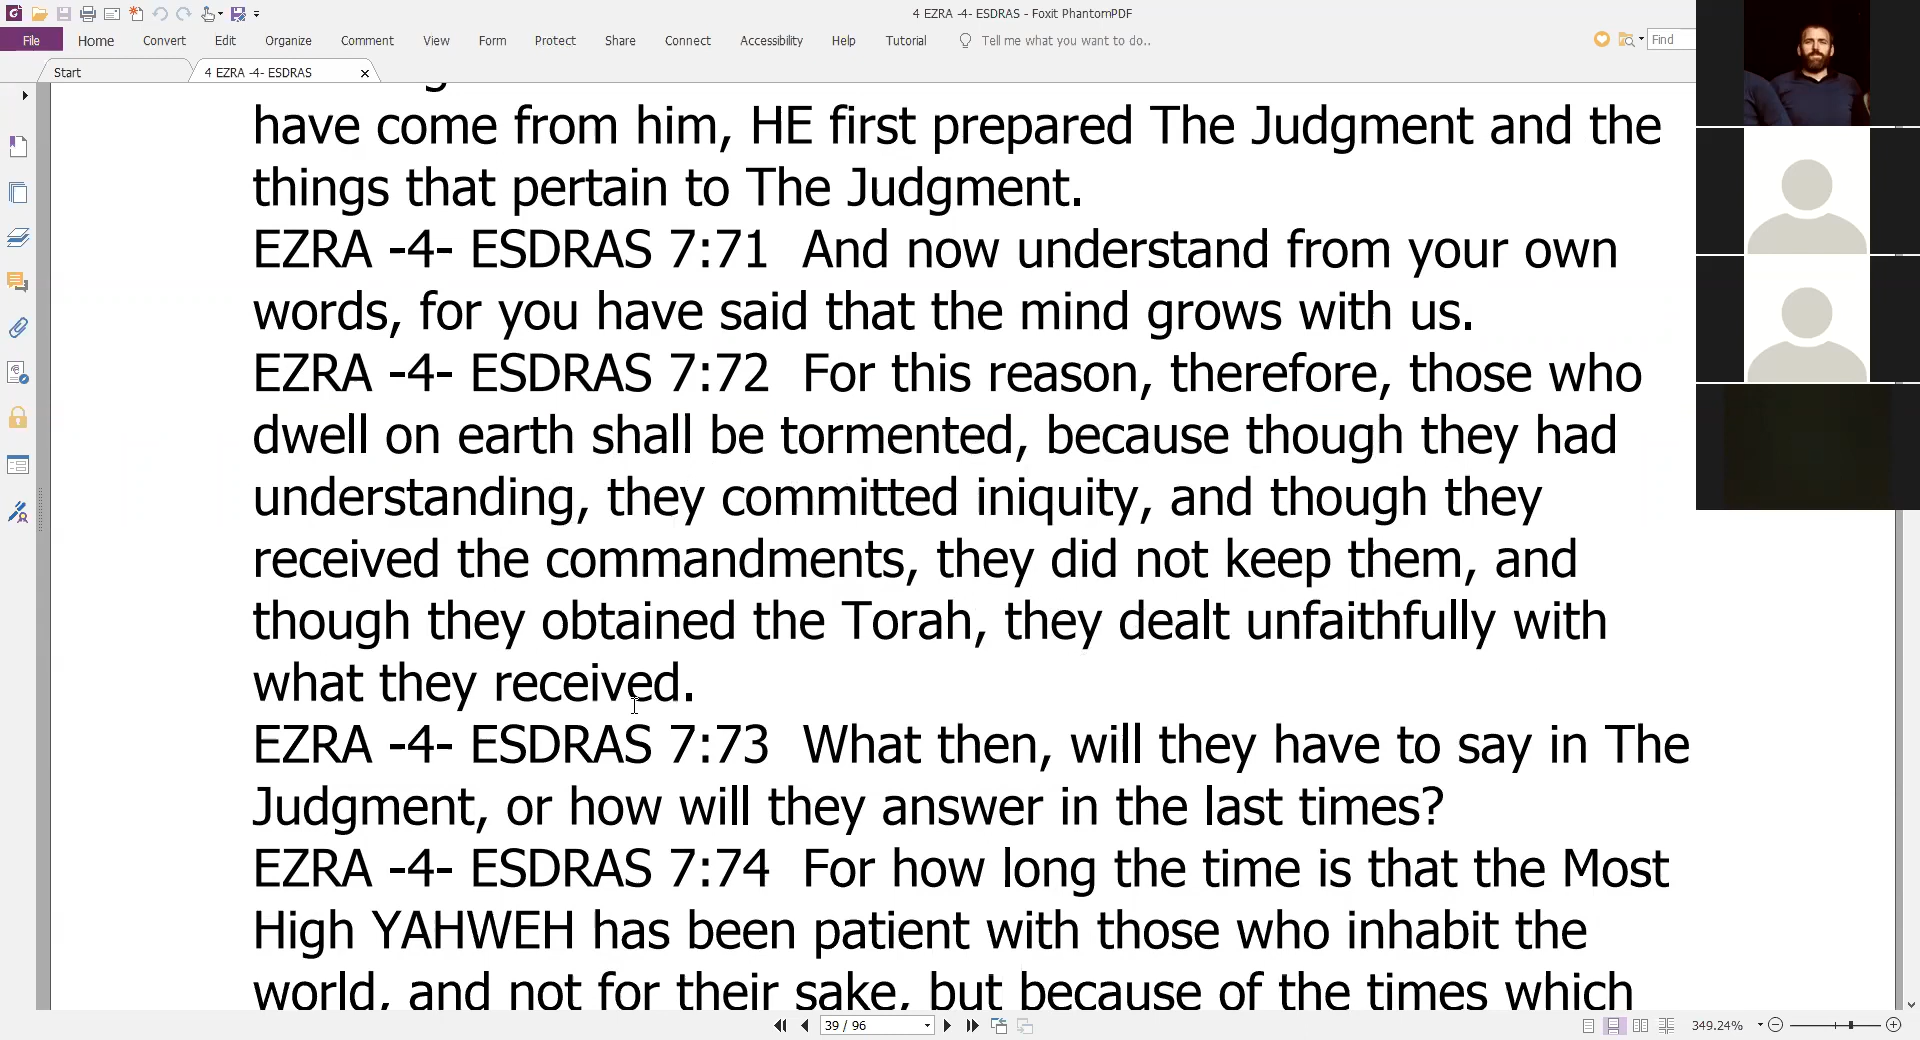 4 EZRA -4- ESDRAS - Foxit PhantomPDF
File Home Convert Edit Organize Comment View Form Protect Share Connect Accessibility Help Tutorial Tell me what you want to do.. Find
Start 4 EZRA -4- ESDRAS
have come from him, HE first prepared The Judgment and the
things that pertain to The Judgment.
EZRA -4- ESDRAS 7:71 And now understand from your own
words, for you have said that the mind grows with us.
EZRA -4- ESDRAS 7:72 For this reason, therefore, those who
dwell on earth shall be tormented, because though they had
understanding, they committed iniquity, and though they
received the commandments, they did not keep them, and
though they obtained the Torah, they dealt unfaithfully with
what they received.
EZRA -4- ESDRAS 7:73 What then, will they have to say in The
Judgment, or how will they answer in the last times?
EZRA -4- ESDRAS 7:74 For how long the time is that the Most
High YAHWEH has been patient with those who inhabit the
world, and not for their sake, but because of the times which
39 / 96 349.24%